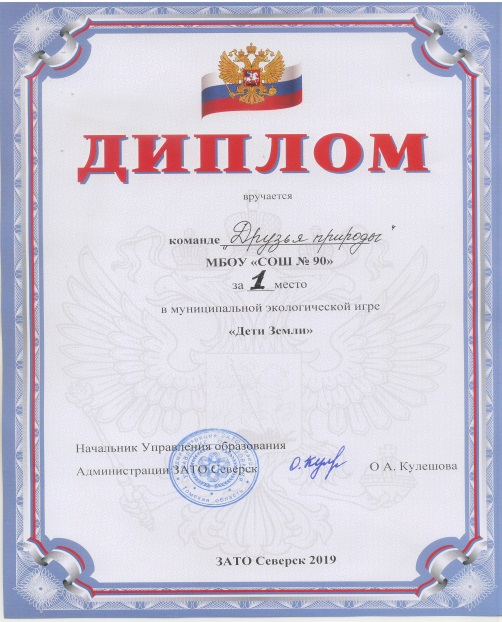 ДИПЛОМ
вручается
команде „Друзья природы"
МБОУ «СОШ № 90»
за 1 место
в муниципальной экологической игре
«Дети Земли»
Начальник Управления образования
Администрации ЗАТО Северск О А. Кулешова
ЗАТО Северск 2019